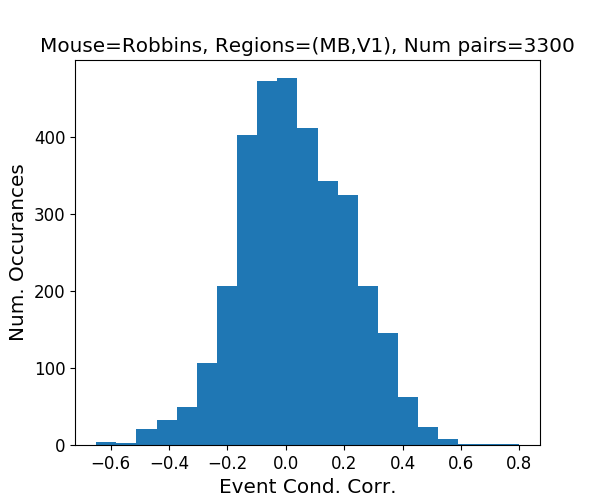 Mouse=Robbins, Regions=(MB,V1), Num pairs=3300
Num. Occurances
400
300
200
100
0
−0.6 −0.4 −0.2 0.0 0.2 0.4 0.6 0.8
Event Cond. Corr.